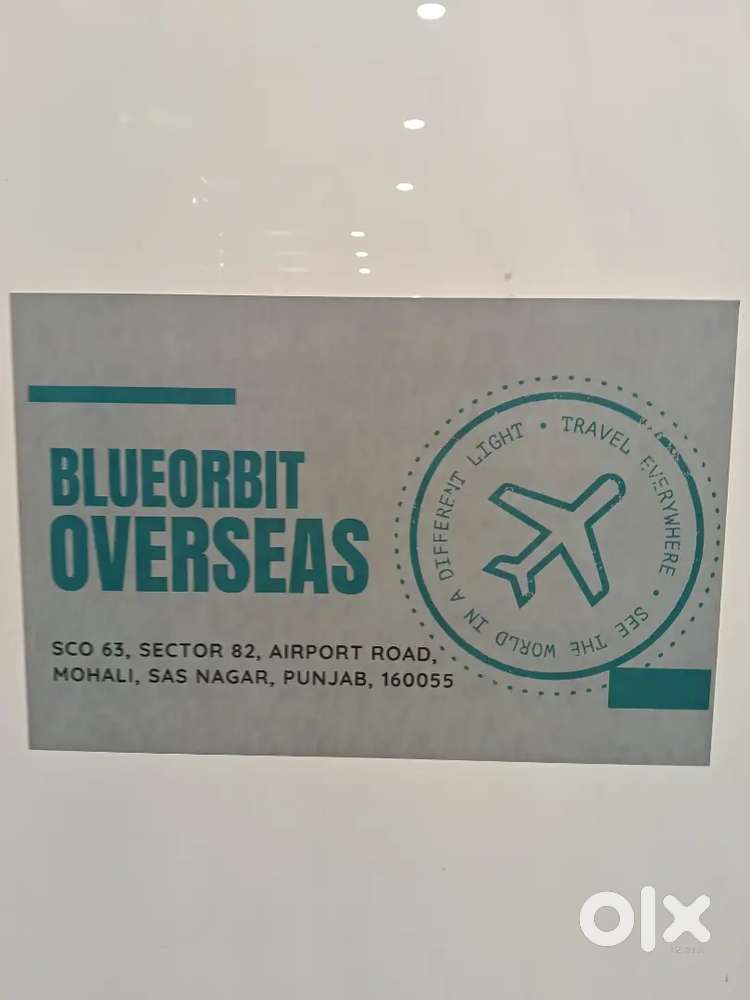 BLUEORBIT
OVERSEAS
SCO 63, SECTOR 82, AIRPORT ROAD,
MOHALI, SAS NAGAR, PUNJAB, 160055
TRAVEL EVERYWHERE • SEE THE WORLD IN A DIFFERENT LIGHT •
olx